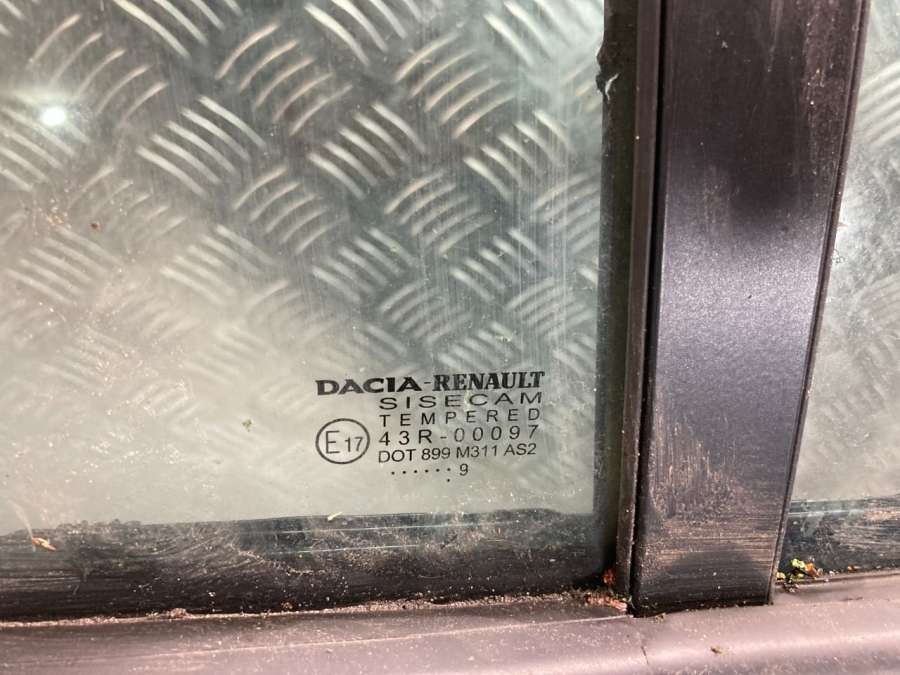 DACIA-RENAULT
SISECAM
TEMPERED
E17 43R-00097
DOT 899 M311 AS2
. . . . . . 9
.